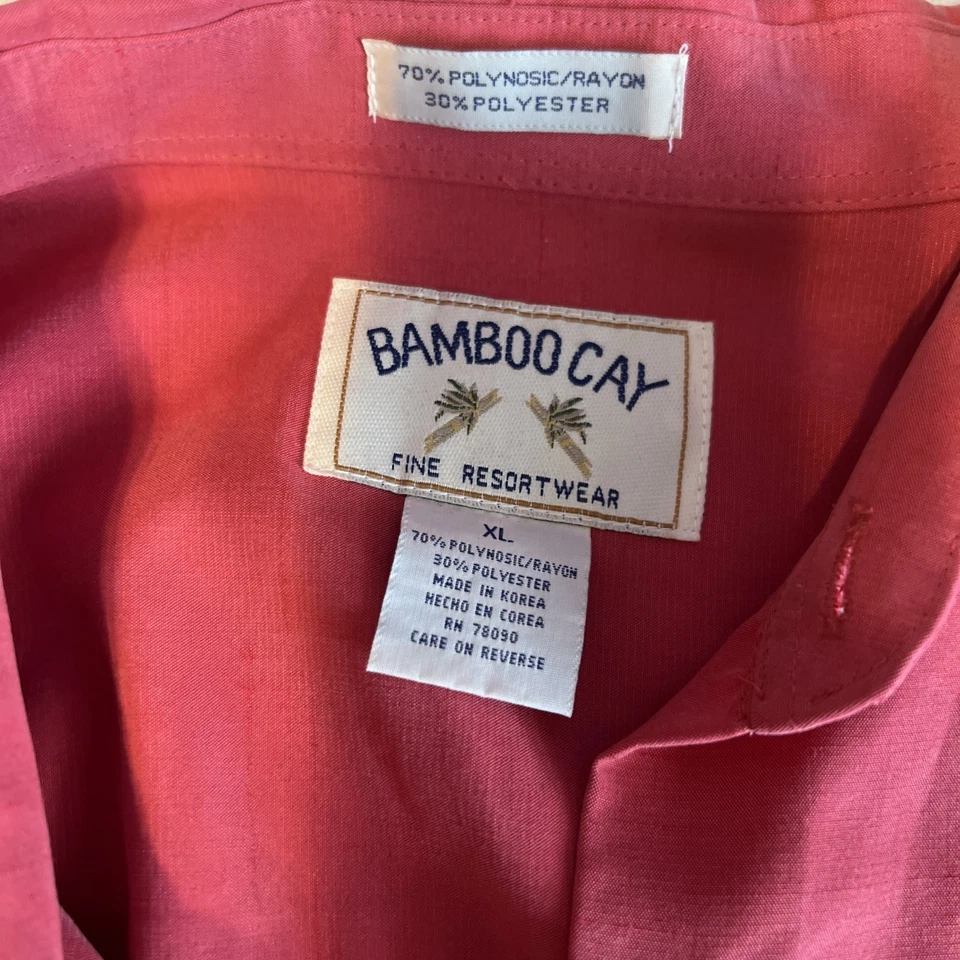 70% POLYNOSIC/RAYON
30% POLYESTER
BAMBOO CAY
FINE RESORTWEAR
XL
70% POLYNOSIC/RAYON
30% POLYESTER
MADE IN KOREA
HECHO EN COREA
RN 78090
CARE ON REVERSE